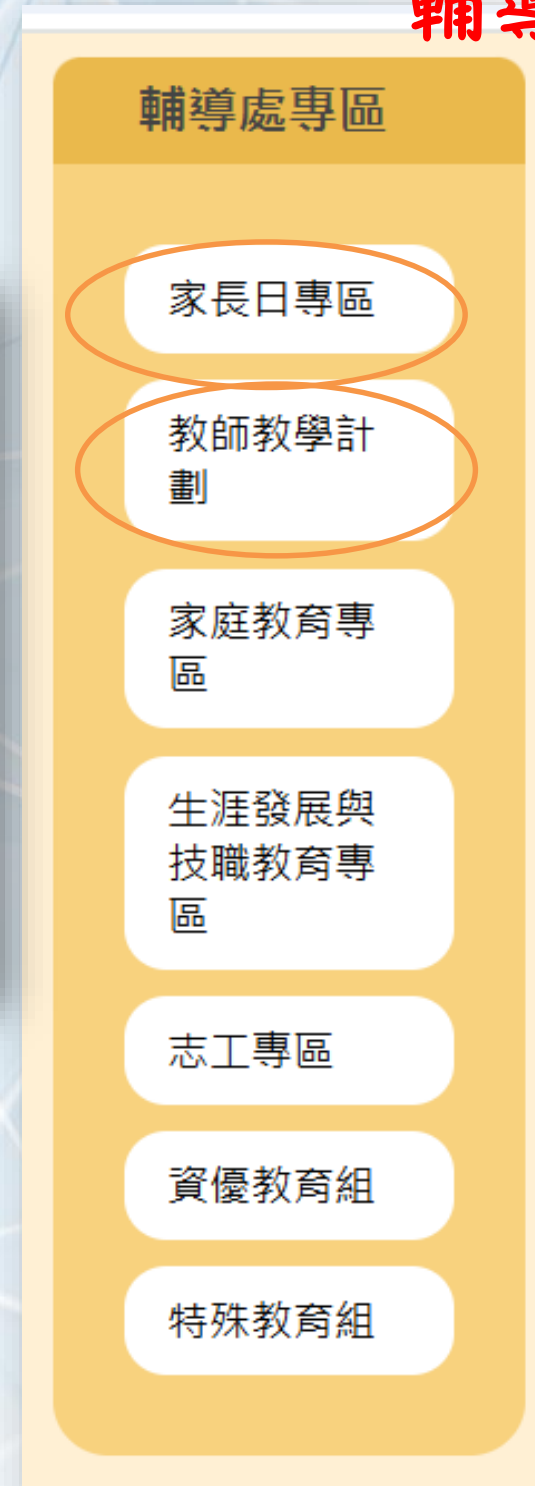 輔導
輔導處專區
家長日專區
教師教學計
劃
家庭教育專
區
生涯發展與
技職教育專
區
志工專區
資優教育組
特殊教育組